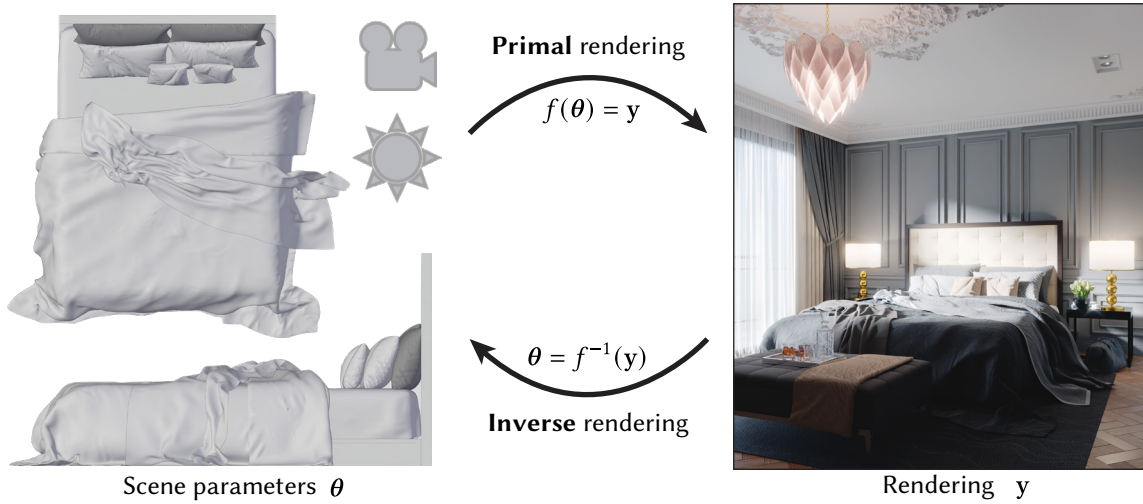 Primal rendering
f(θ) = y
θ = f⁻¹(y)
Inverse rendering
Scene parameters θ
Rendering y